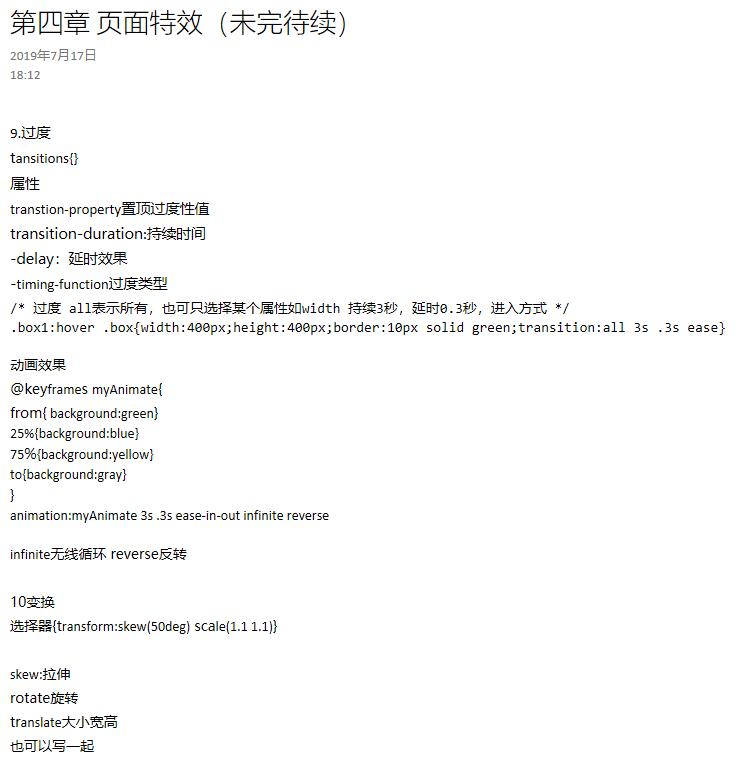 第四章 页面特效（未完待续）
2019年7月17日
18:12
9.过度
tansitions{}
属性
transtion-property置顶过度性值
transition-duration:持续时间
-delay：延时效果
-timing-function过度类型
/* 过度 all表示所有，也可只选择某个属性如width 持续3秒，延时0.3秒，进入方式 */
.box1:hover .box{width:400px;height:400px;border:10px solid green;transition:all 3s .3s ease}
动画效果
@keyframes myAnimate{
from{ background:green}
25%{background:blue}
75%{background:yellow}
to{background:gray}
}
animation:myAnimate 3s .3s ease-in-out infinite reverse
infinite无线循环 reverse反转
10变换
选择器{transform:skew(50deg) scale(1.1 1.1)}
skew:拉伸
rotate旋转
translate大小宽高
也可以写一起